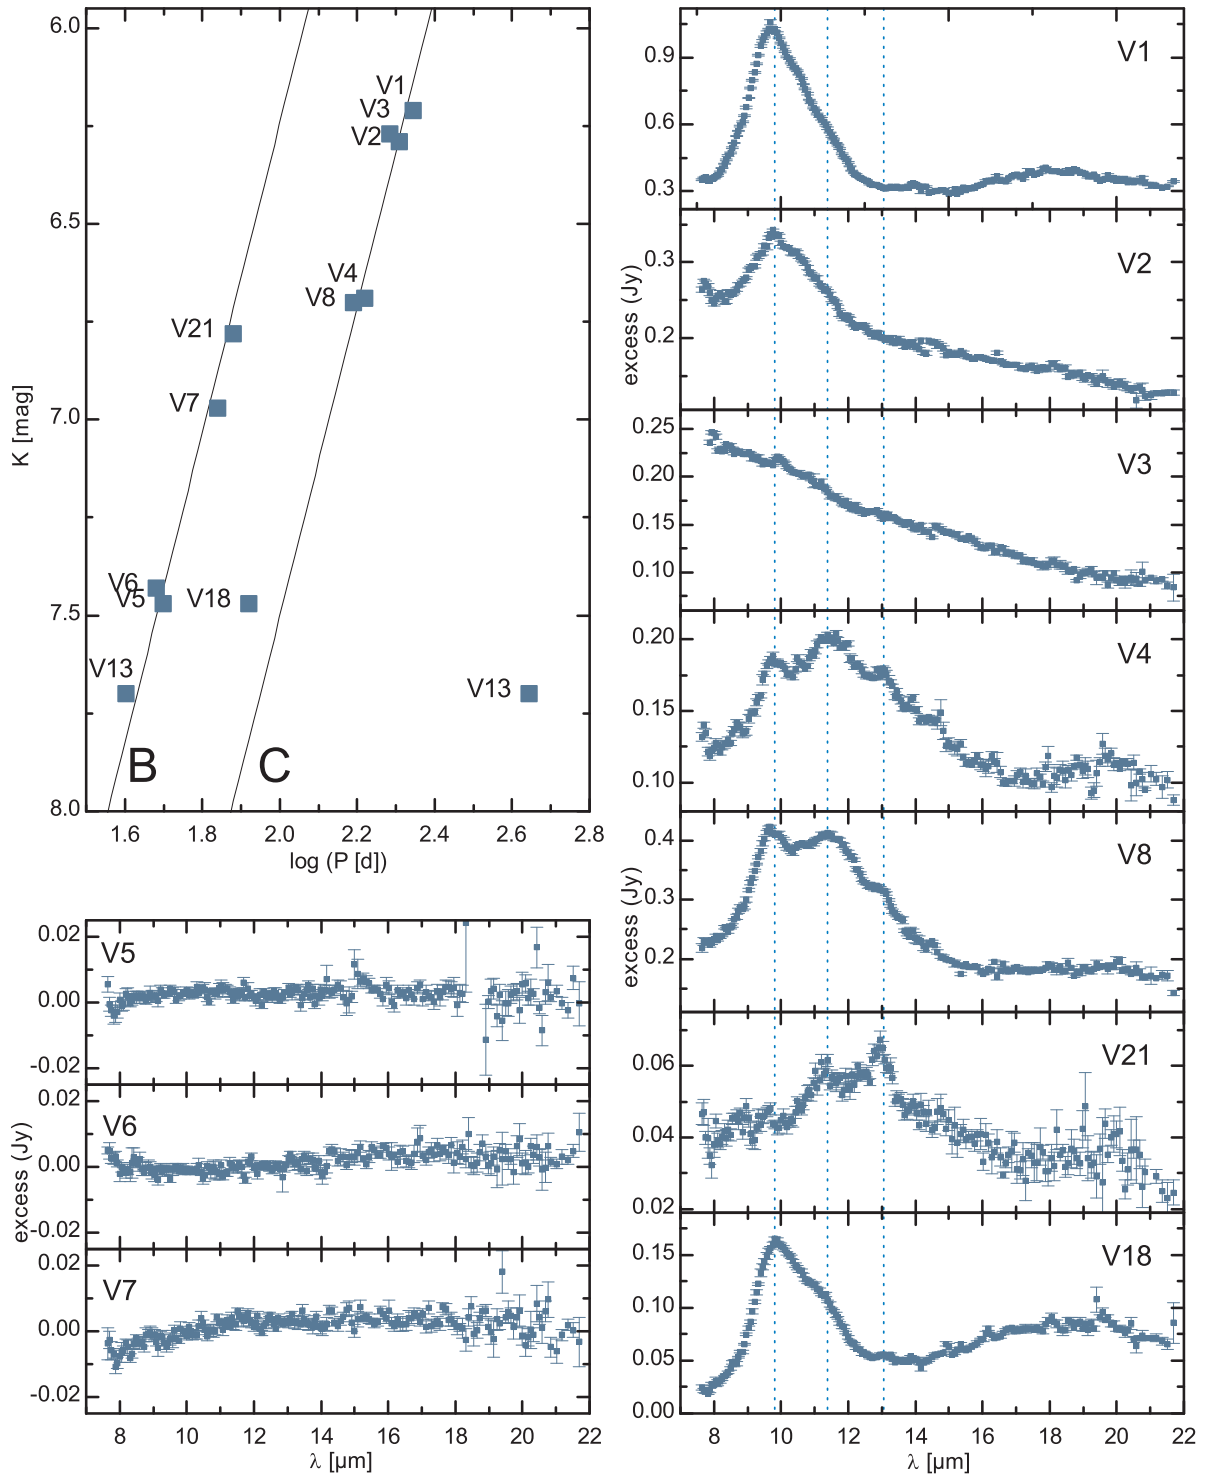 6.0
6.5
7.0
7.5
8.0
K [mag]
V1
V3
V2
V4
V8
V21
V7
V6
V5
V18
V13
V13
B
C
1.6
1.8
2.0
2.2
2.4
2.6
2.8
log (P [d])
0.02
0.00
-0.02
V5
0.02
0.00
-0.02
V6
excess (Jy)
0.02
0.00
-0.02
V7
8
10
12
14
16
18
20
22
λ [µm]
0.9
0.6
0.3
V1
0.3
0.2
V2
excess (Jy)
0.25
0.20
0.15
0.10
V3
0.20
0.15
0.10
V4
0.4
0.3
0.2
V8
excess (Jy)
0.06
0.04
0.02
V21
0.15
0.10
0.05
0.00
V18
8
10
12
14
16
18
20
22
λ [µm]